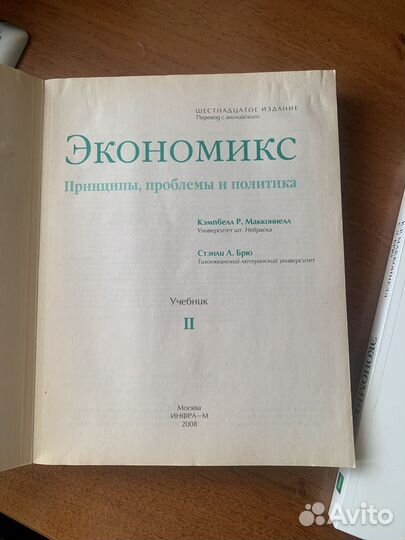 ШЕСТНАДЦАТОЕ ИЗДАНИЕ
Перевод с английского
ЭКОНОМИКС
Принципы, проблемы и политика
Кэмпбелл Р. Макконнелл
Университет шт. Небраска
Стэнли Л. Брю
Тихоокеанский лютеранский университет
Учебник
II
Москва
ИНФРА–М
2008
Avito